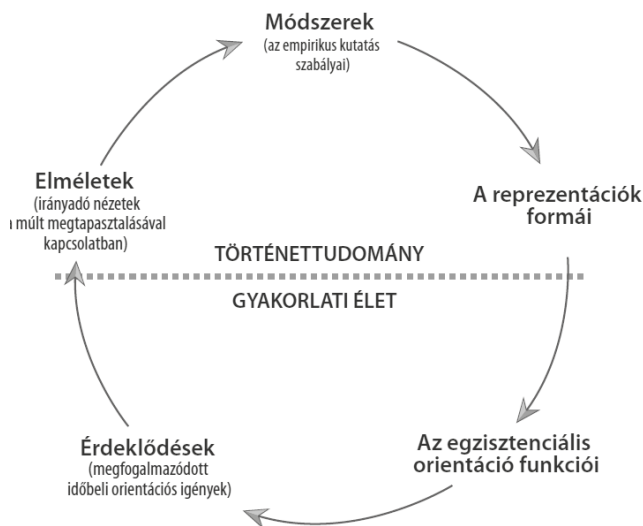 Módszerek
(az empirikus kutatás
szabályai)
A reprezentációk
formái
Elméletek
(irányadó nézetek
múlt megtapasztalásával
kapcsolatban)
TÖRTÉNETTUDOMÁNY
GYAKORLATI ÉLET
Az egzisztenciális
orientáció funkciói
Érdeklődések
(megfogalmazódott
időbeli orientációs igények)